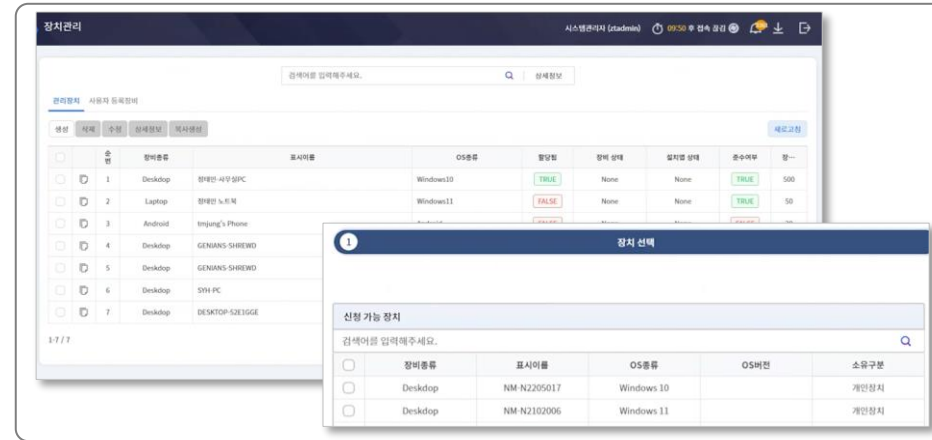 장치관리
시스템관리자 (ztadmin) 09:50 후 접속 끊김
검색어를 입력해주세요. 상세정보
관리장치 사용자 등록장비
생성 삭제 수정 상세정보 복사생성 새로고침
순번 장비종류 표시이름 OS종류 할당됨 장비 상태 설치앱 상태 준수여부 장…
1 Deskdop 정태민-사무실PC Windows10 TRUE None None TRUE 500
2 Laptop 정태민 노트북 Windows11 FALSE None None TRUE 50
3 Android tmjung's Phone
4 Deskdop GENIANS-SHREWD
5 Deskdop GENIANS-SHREWD
6 Deskdop SYH-PC
7 Deskdop DESKTOP-S2E1GGE
1-7 / 7
1 장치 선택
신청 가능 장치
검색어를 입력해주세요.
장비종류 표시이름 OS종류 OS버전 소유구분
Deskdop NM-N2205017 Windows 10 개인장치
Deskdop NM-N2102006 Windows 11 개인장치